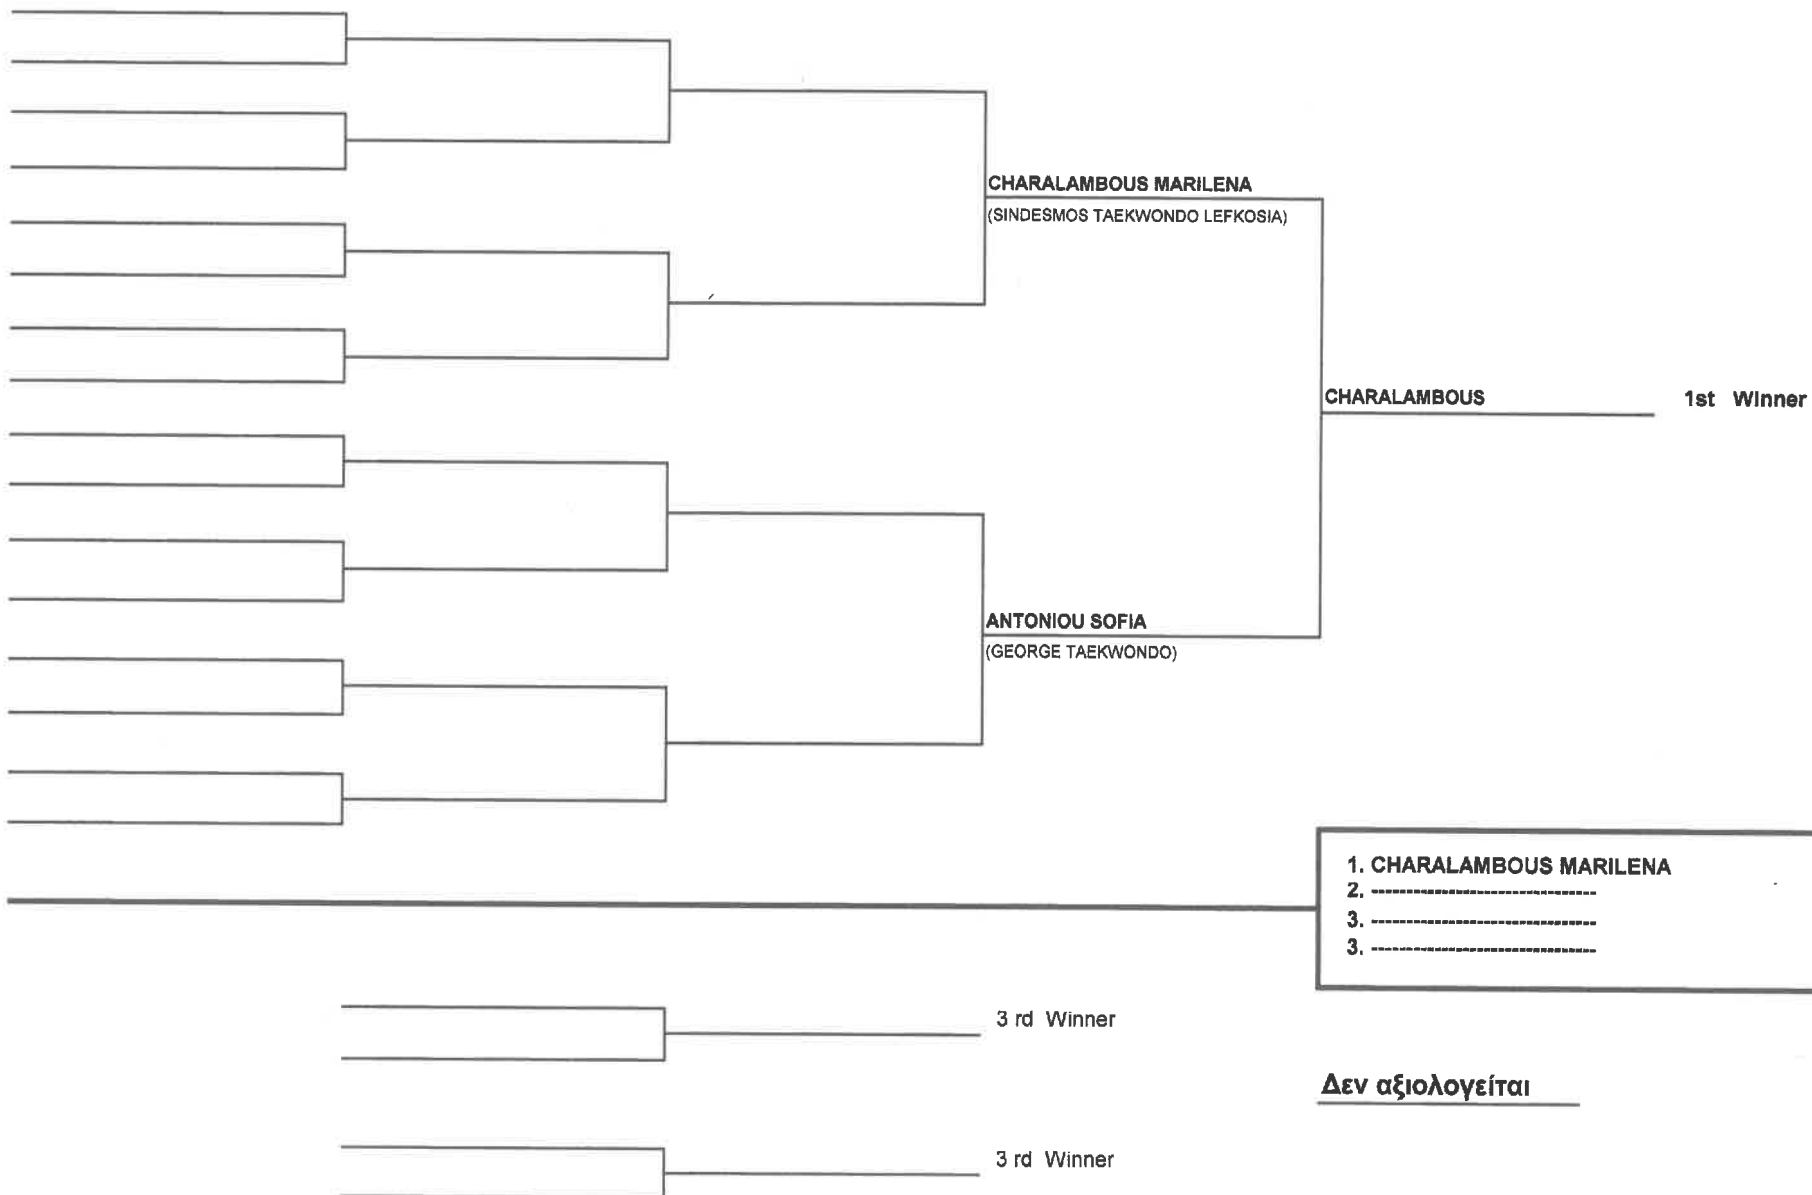 CHARALAMBOUS MARILENA
(SINDESMOS TAEKWONDO LEFKOSIA)
CHARALAMBOUS
1st Winner
ANTONIOU SOFIA
(GEORGE TAEKWONDO)
1. CHARALAMBOUS MARILENA
2. --------------------------------
3. --------------------------------
3. --------------------------------
3 rd Winner
Δεν αξιολογείται
3 rd Winner